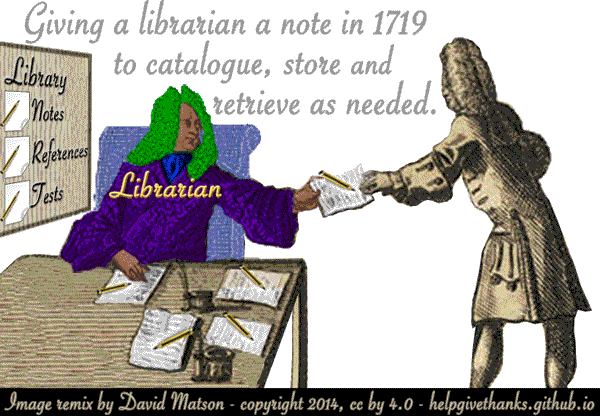 Giving a librarian a note in 1719
to catalogue, store and
retrieve as needed.
Library
Notes
References
Tests
Librarian
Image remix by David Matson - copyright 2014, cc by 4.0 - helpgivethanks.github.io